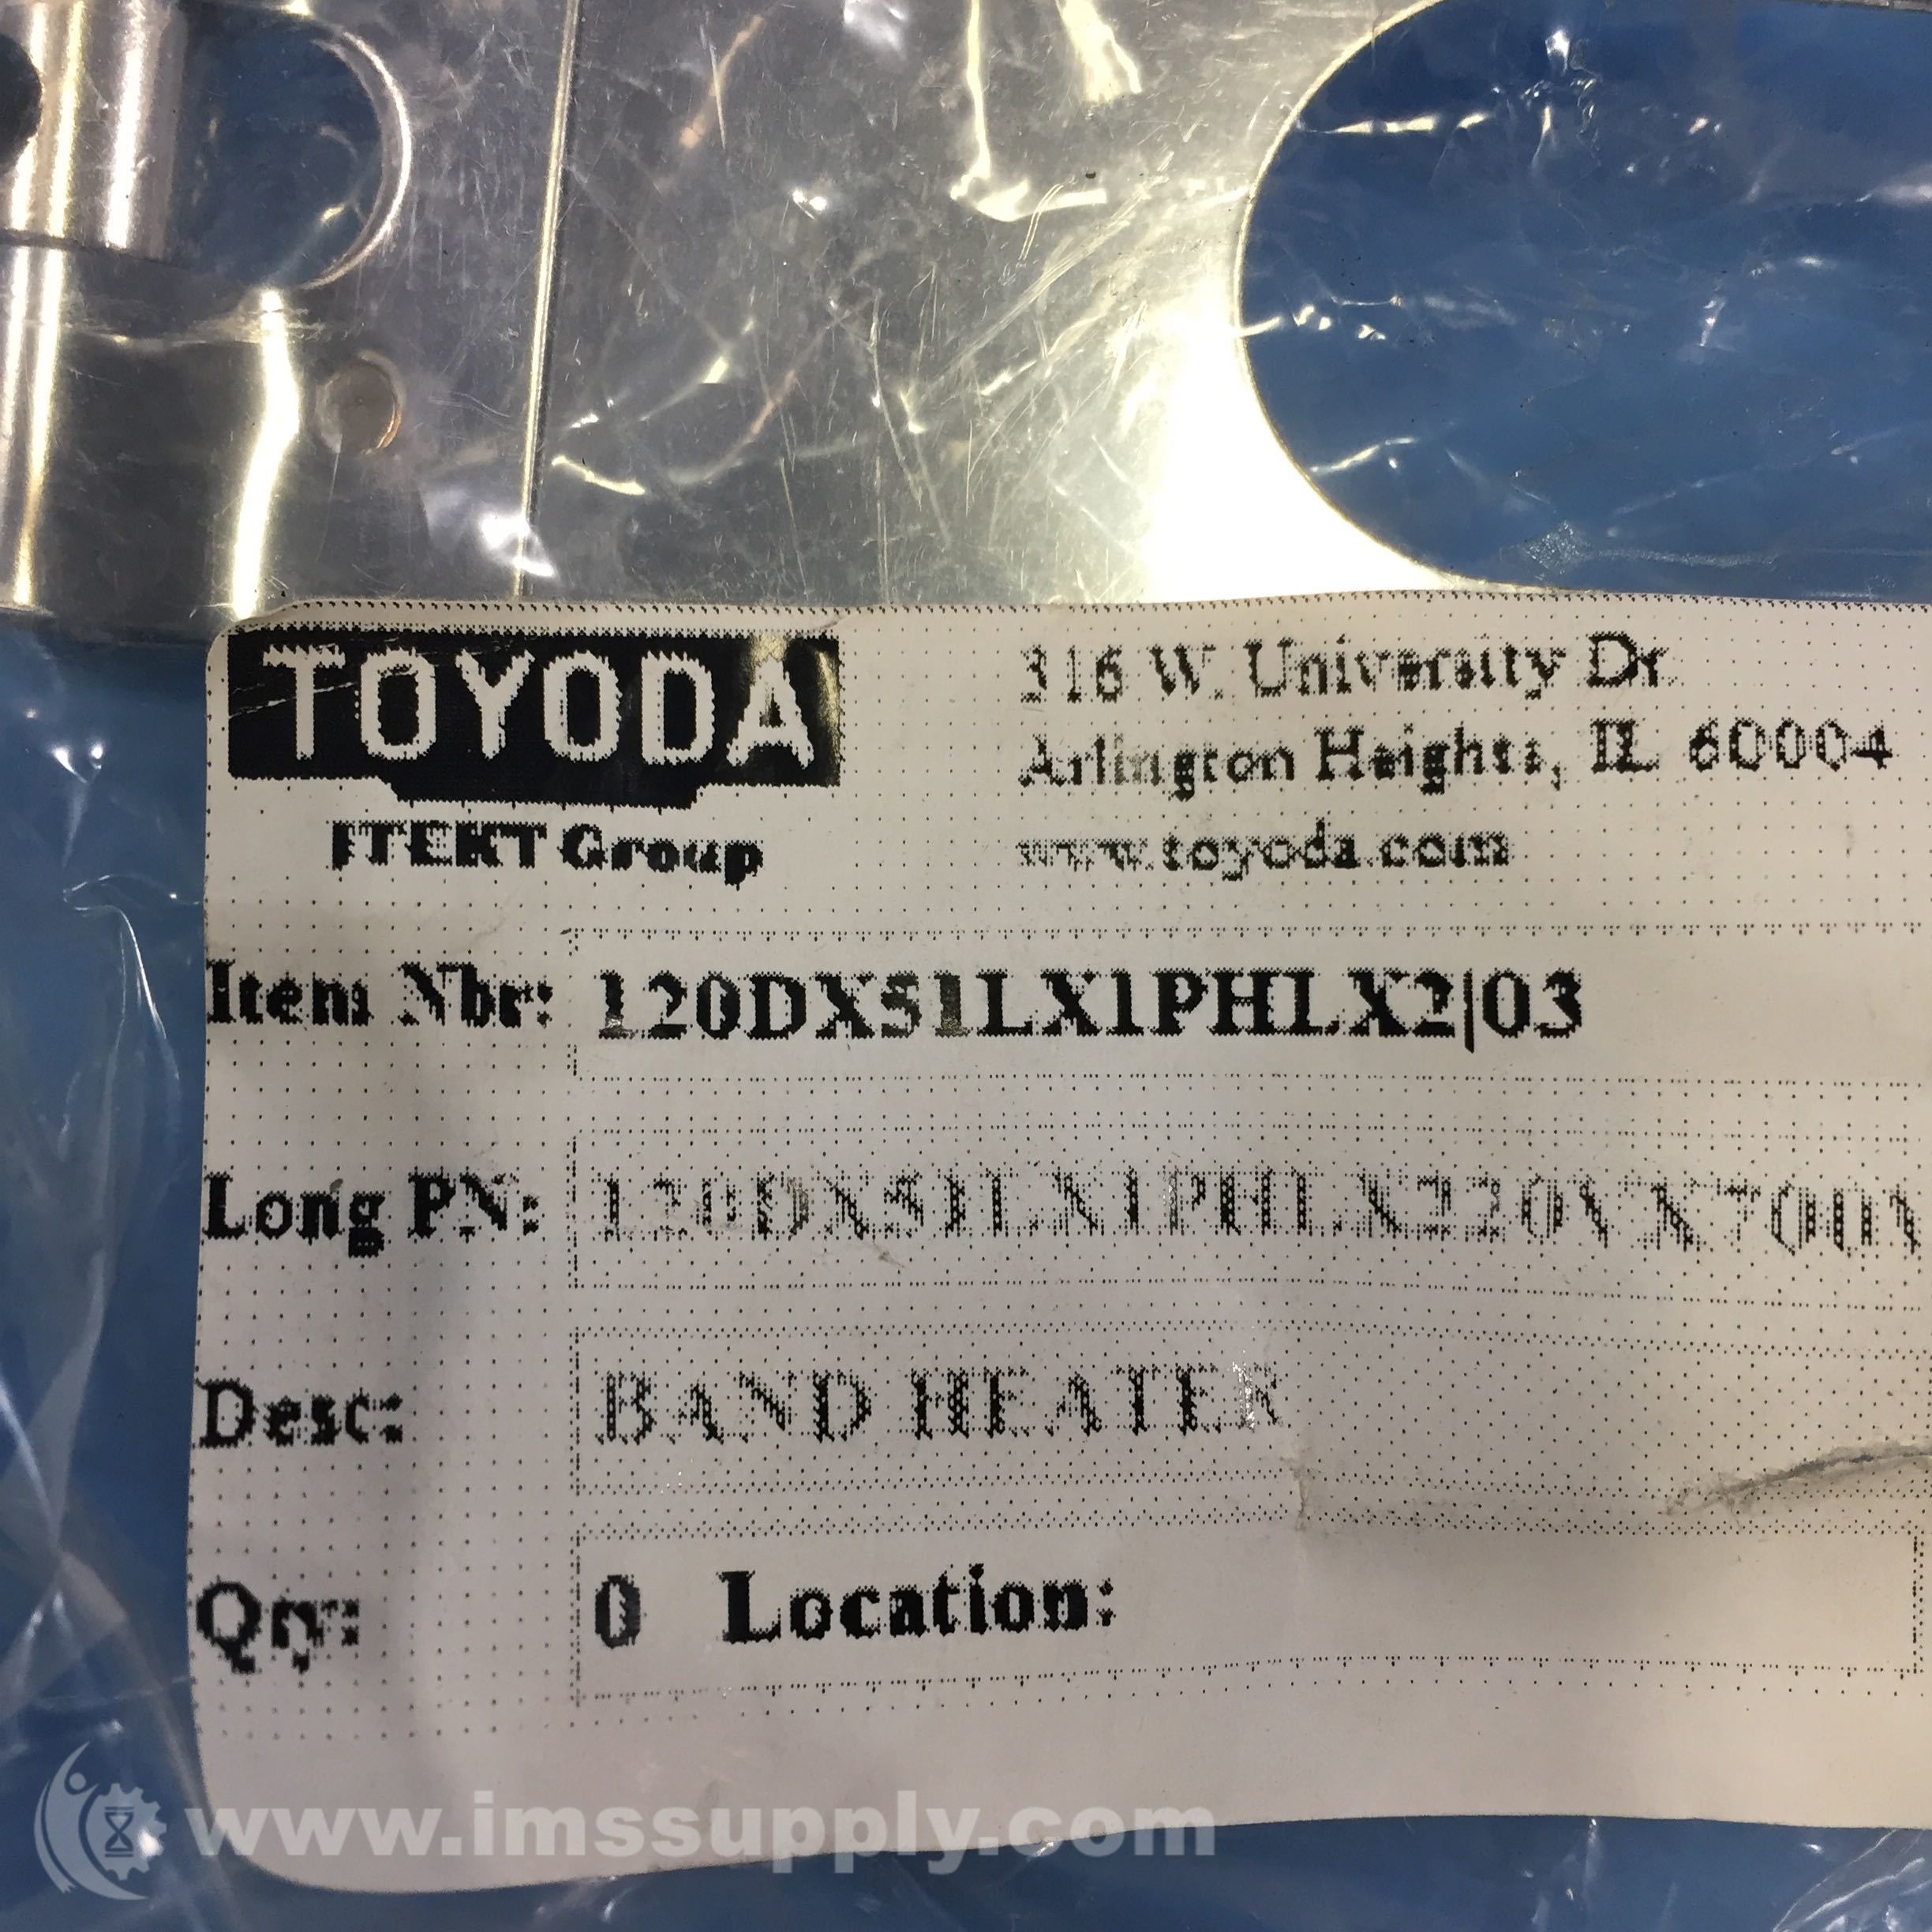 TOYODA
JTEKT Group
316 W. University Dr.
Arlington Heights, IL 60004
www.toyoda.com
Item Nbr: 120DX51LX1PHLX2|03
Long PN: 120DX51LX1PHLX220VX700W
Desc: BAND HEATER
Qty: 0 Location:
www.imssupply.com